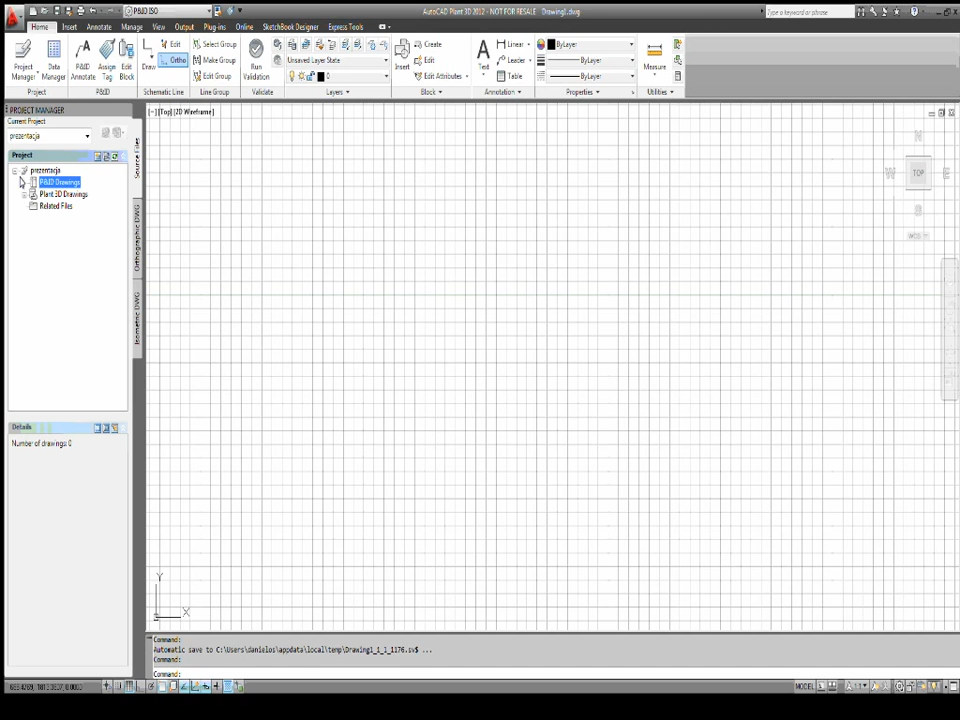 P&ID ISO
AutoCAD Plant 3D 2012 - NOT FOR RESALE Drawing1.dwg
Type a keyword or phrase
Home Insert Annotate Manage View Output Plug-ins Online SketchBook Designer Express Tools
Project Manager
Data Manager
P&ID Annotate
Assign Tag
Edit Block
Draw
Edit
Ortho
Select Group
Make Group
Edit Group
Run Validation
Unsaved Layer State
0
Insert
Create
Edit
Edit Attributes
Text
Linear
Leader
Table
ByLayer
ByLayer
ByLayer
Measure
Project P&ID Schematic Line Line Group Validate Layers Block Annotation Properties Utilities
PROJECT MANAGER
Current Project
prezentacja
Project
prezentacja
P&ID Drawings
Plant 3D Drawings
Related Files
Source Files
Orthographic DWG
Isometric DWG
Details
Number of drawings: 0
[−][Top][2D Wireframe]
N
W
TOP
E
WCS
Y
X
Command:
Automatic save to C:\Users\danielos\appdata\local\temp\Drawing1_1_1_1176.sv$ ...
Command:
Command:
MODEL
1:1